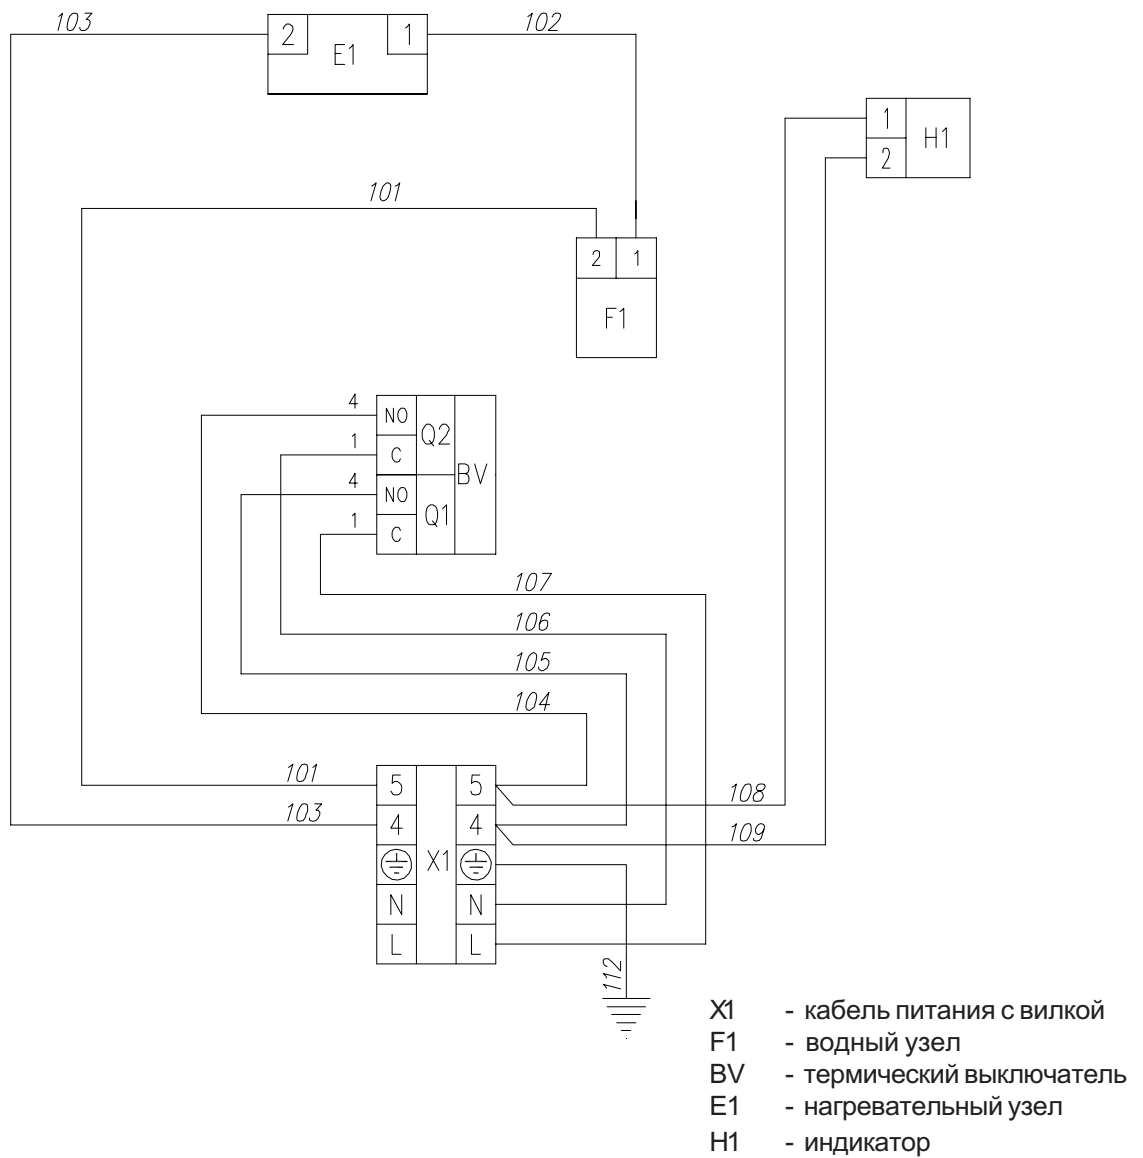 103
102
2
1
E1
1
H1
2
101
2
1
F1
4
NO
Q2
1
C
BV
4
NO
Q1
1
C
107
106
105
104
101
5
5
108
103
4
4
109
X1
N
N
L
L
112
X1 - кабель питания с вилкой
F1 - водный узел
BV - термический выключатель
E1 - нагревательный узел
H1 - индикатор